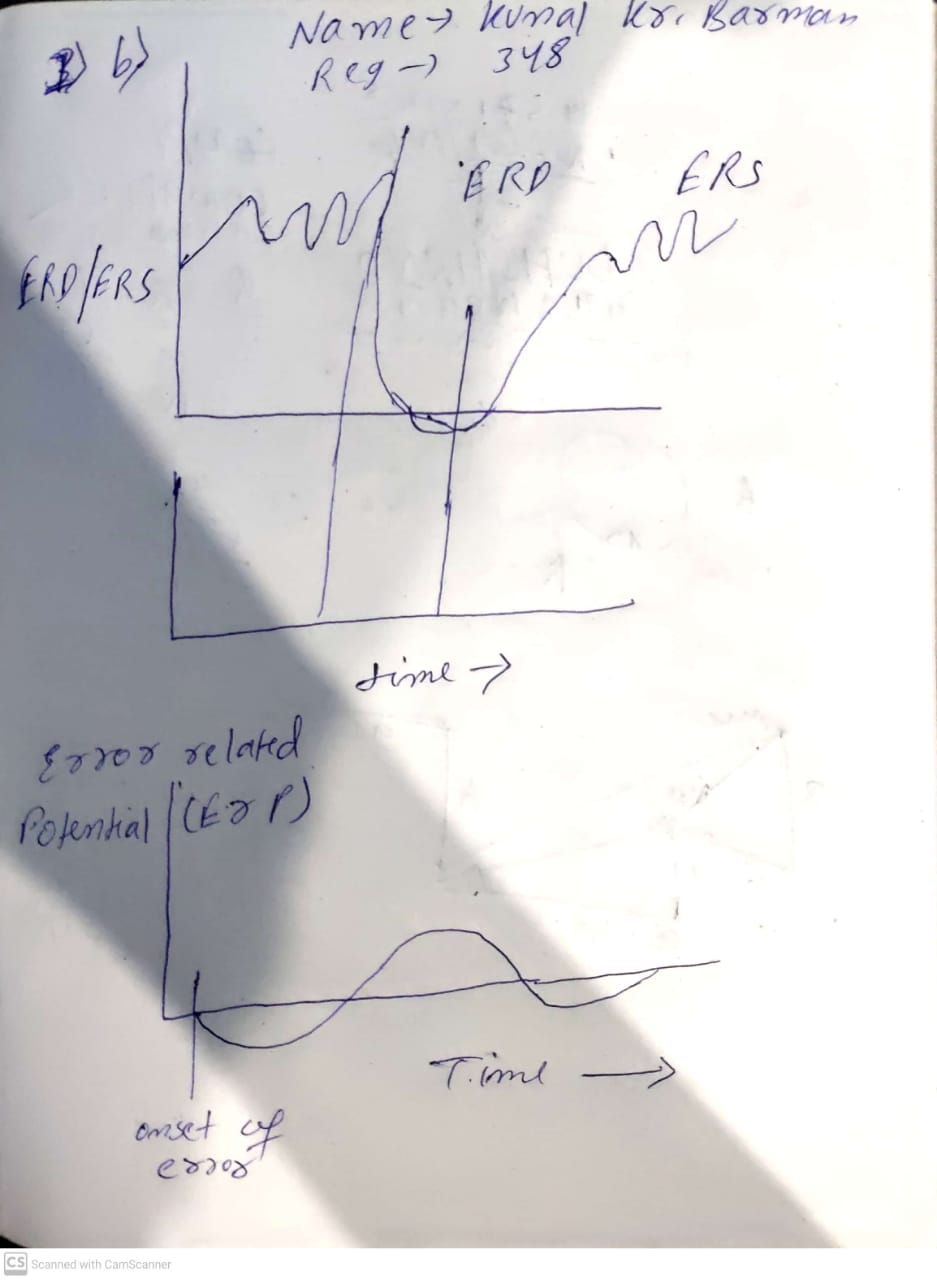 Name → Kunal Kr. Barman
1) b)
Reg → 348
ERD
ERS
ERD/ERS
time →
Error related
Potential (ErP)
Time →
onset of
error
CS Scanned with CamScanner